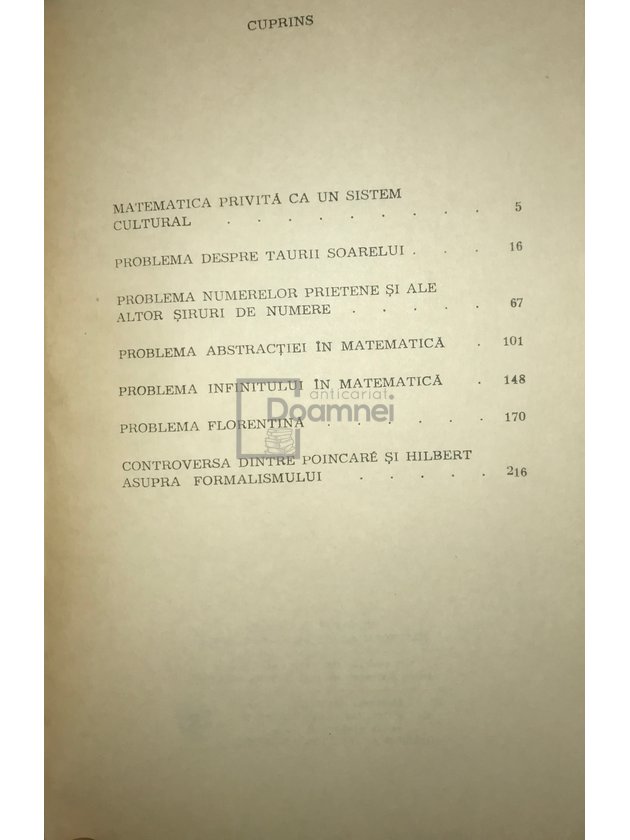 CUPRINS
MATEMATICA PRIVITĂ CA UN SISTEM
CULTURAL . . . . . . . . . 5
PROBLEMA DESPRE TAURII SOARELUI . . . 16
PROBLEMA NUMERELOR PRIETENE ȘI ALE
ALTOR ȘIRURI DE NUMERE . . . . . 67
PROBLEMA ABSTRACȚIEI ÎN MATEMATICĂ . 101
PROBLEMA INFINITULUI ÎN MATEMATICĂ . 148
anticariat
Doamnei
PROBLEMA FLORENTINĂ . . . . . . 170
CONTROVERSA DINTRE POINCARÉ ȘI HILBERT
ASUPRA FORMALISMULUI . . . . . 216